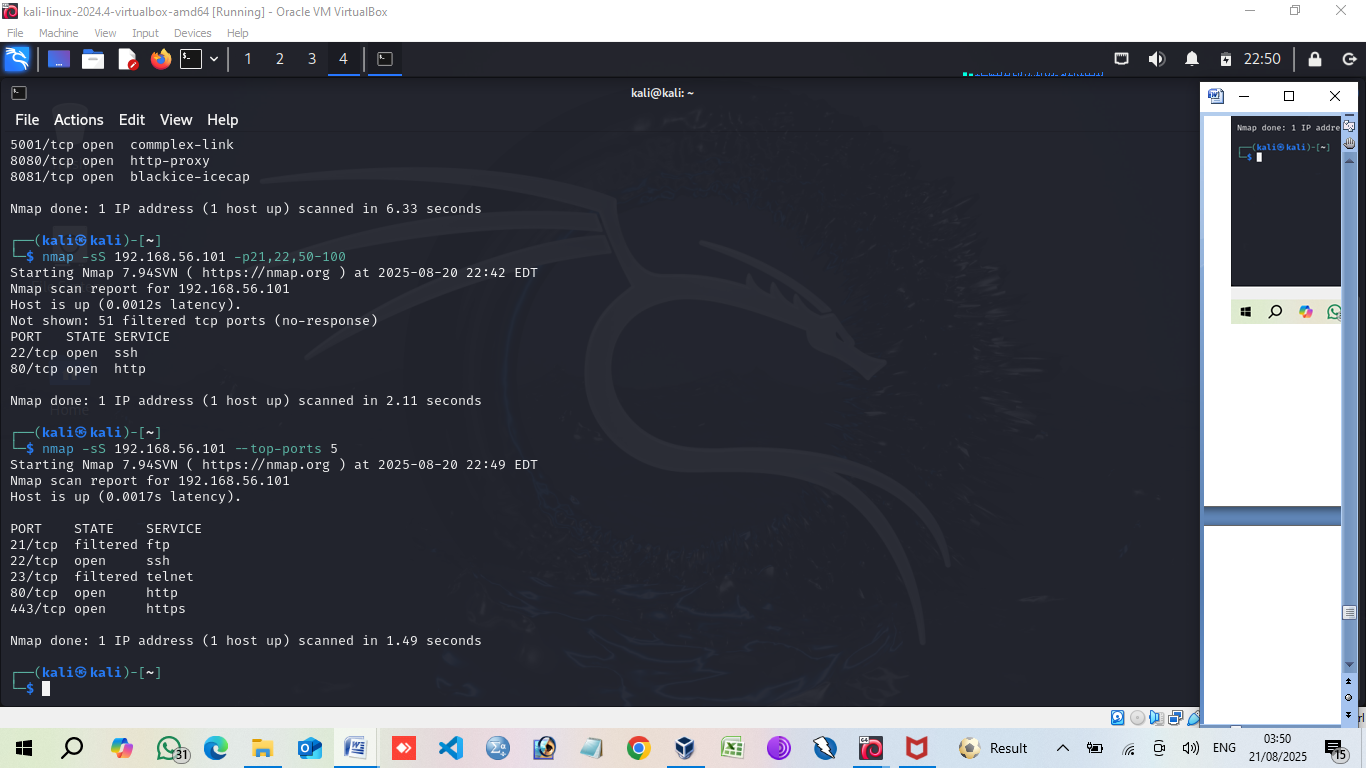 kali-linux-2024.4-virtualbox-amd64 [Running] - Oracle VM VirtualBox
File Machine View Input Devices Help
1 2 3 4 22:50
kali@kali: ~
File Actions Edit View Help
5001/tcp open  commplex-link
8080/tcp open  http-proxy
8081/tcp open  blackice-icecap
Nmap done: 1 IP address (1 host up) scanned in 6.33 seconds
┌──(kali㉿kali)-[~]
└─$ nmap -sS 192.168.56.101 -p21,22,50-100
Starting Nmap 7.94SVN ( https://nmap.org ) at 2025-08-20 22:42 EDT
Nmap scan report for 192.168.56.101
Host is up (0.0012s latency).
Not shown: 51 filtered tcp ports (no-response)
PORT   STATE SERVICE
22/tcp open  ssh
80/tcp open  http
Nmap done: 1 IP address (1 host up) scanned in 2.11 seconds
Home
┌──(kali㉿kali)-[~]
└─$ nmap -sS 192.168.56.101 --top-ports 5
Starting Nmap 7.94SVN ( https://nmap.org ) at 2025-08-20 22:49 EDT
Nmap scan report for 192.168.56.101
Host is up (0.0017s latency).
PORT    STATE    SERVICE
21/tcp  filtered ftp
22/tcp  open     ssh
23/tcp  filtered telnet
80/tcp  open     http
443/tcp open     https
Nmap done: 1 IP address (1 host up) scanned in 1.49 seconds
┌──(kali㉿kali)-[~]
└─$
Nmap done: 1 IP addre
┌──(kali㉿kali)-[~]
└─$
31 Result ENG 03:50
21/08/2025 15